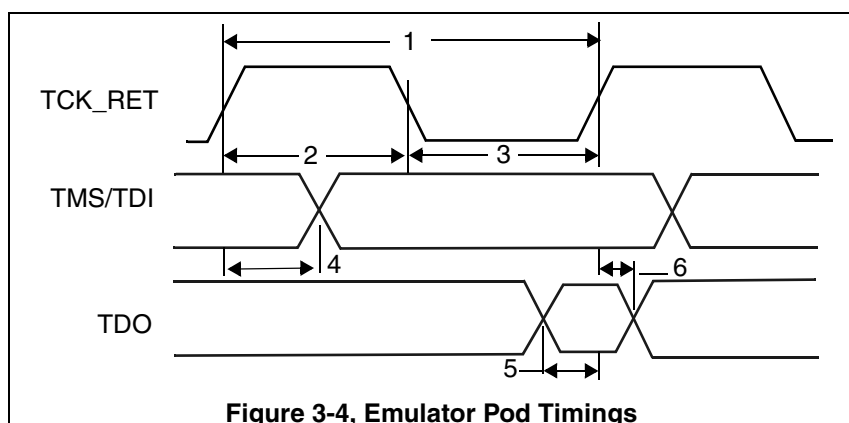 1
TCK_RET
2
3
TMS/TDI
4
6
TDO
5
Figure 3-4, Emulator Pod Timings